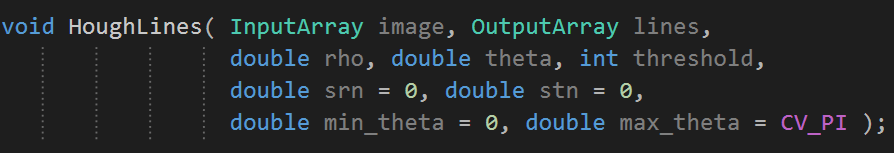 void HoughLines( InputArray image, OutputArray lines,
double rho, double theta, int threshold,
double srn = 0, double stn = 0,
double min_theta = 0, double max_theta = CV_PI );